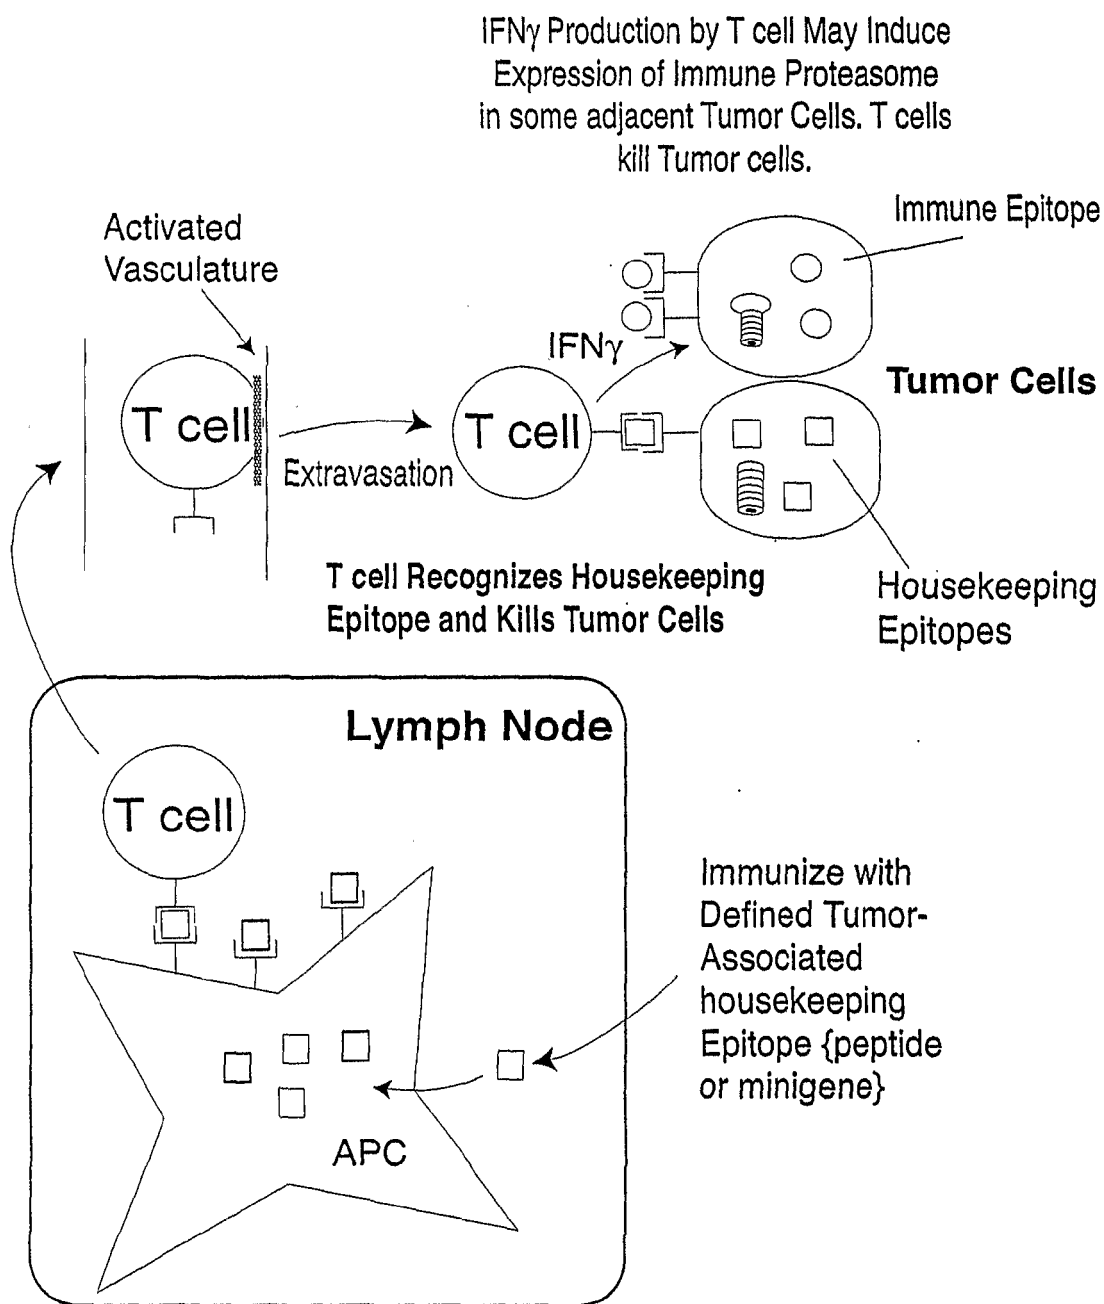 IFNγ Production by T cell May Induce
Expression of Immune Proteasome
in some adjacent Tumor Cells. T cells
kill Tumor cells.
Immune Epitope
Activated
Vasculature
IFNγ
Tumor Cells
T cell
T cell
Extravasation
T cell Recognizes Housekeeping
Epitope and Kills Tumor Cells
Housekeeping
Epitopes
Lymph Node
T cell
Immunize with
Defined Tumor-
Associated
housekeeping
Epitope {peptide
or minigene}
APC